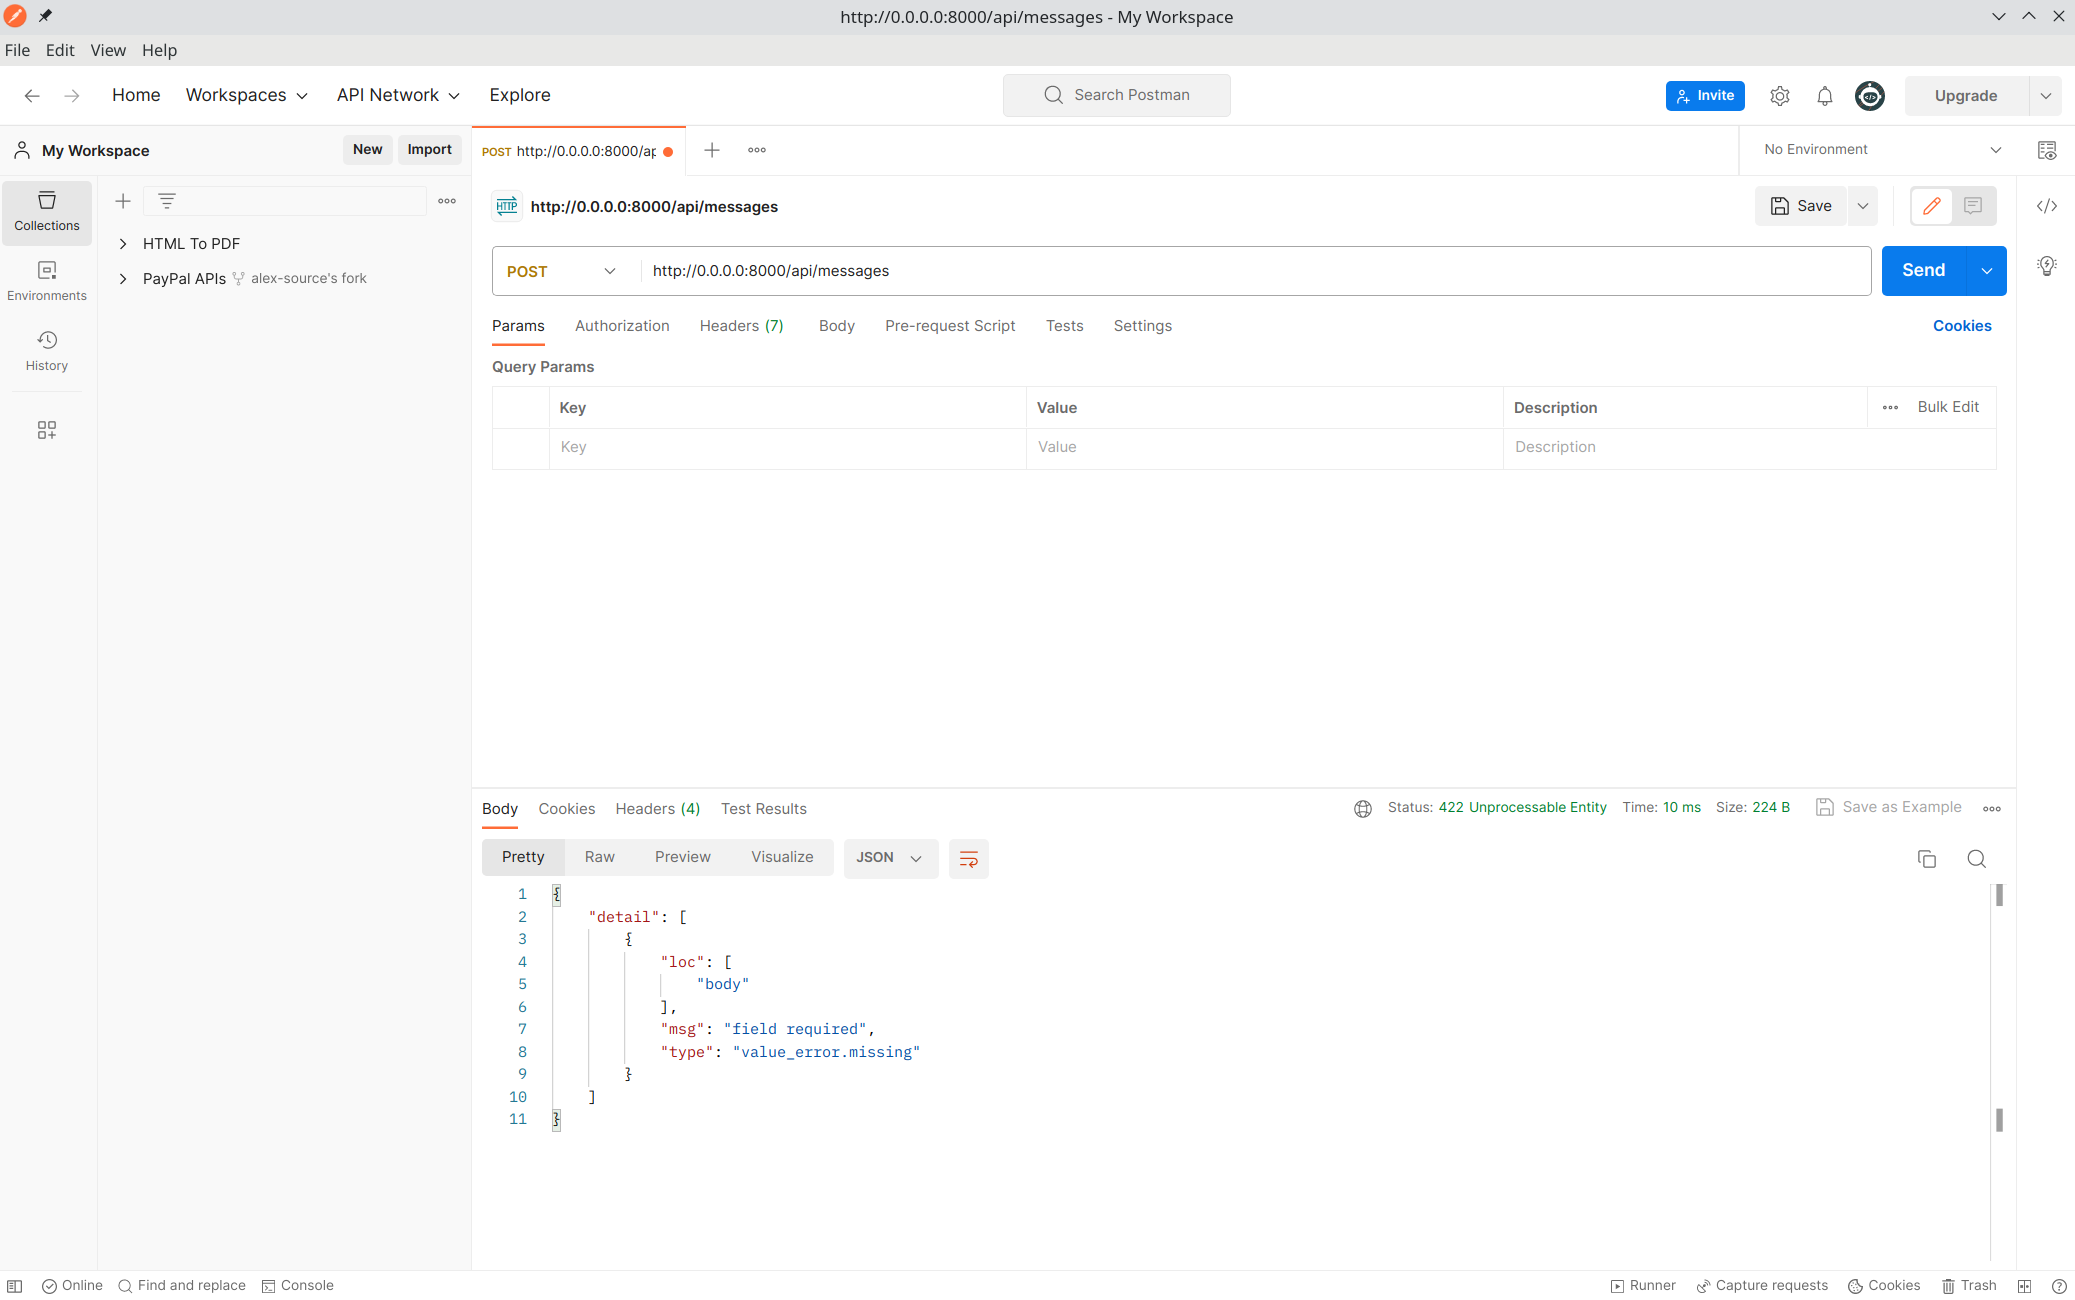 http://0.0.0.0:8000/api/messages - My Workspace
File Edit View Help
Home Workspaces API Network Explore
Search Postman
Invite
Upgrade
My Workspace New Import
POST http://0.0.0.0:8000/ap
No Environment
Collections
Environments
History
HTML To PDF
PayPal APIs alex-source's fork
HTTP http://0.0.0.0:8000/api/messages
Save
POST http://0.0.0.0:8000/api/messages
Send
Params Authorization Headers (7) Body Pre-request Script Tests Settings Cookies
Query Params
Key Value Description Bulk Edit
Key Value Description
Body Cookies Headers (4) Test Results
Status: 422 Unprocessable Entity Time: 10 ms Size: 224 B Save as Example
Pretty Raw Preview Visualize JSON
1 {
2 "detail": [
3 {
4 "loc": [
5 "body"
6 ],
7 "msg": "field required",
8 "type": "value_error.missing"
9 }
10 ]
11 }
Online Find and replace Console
Runner Capture requests Cookies Trash